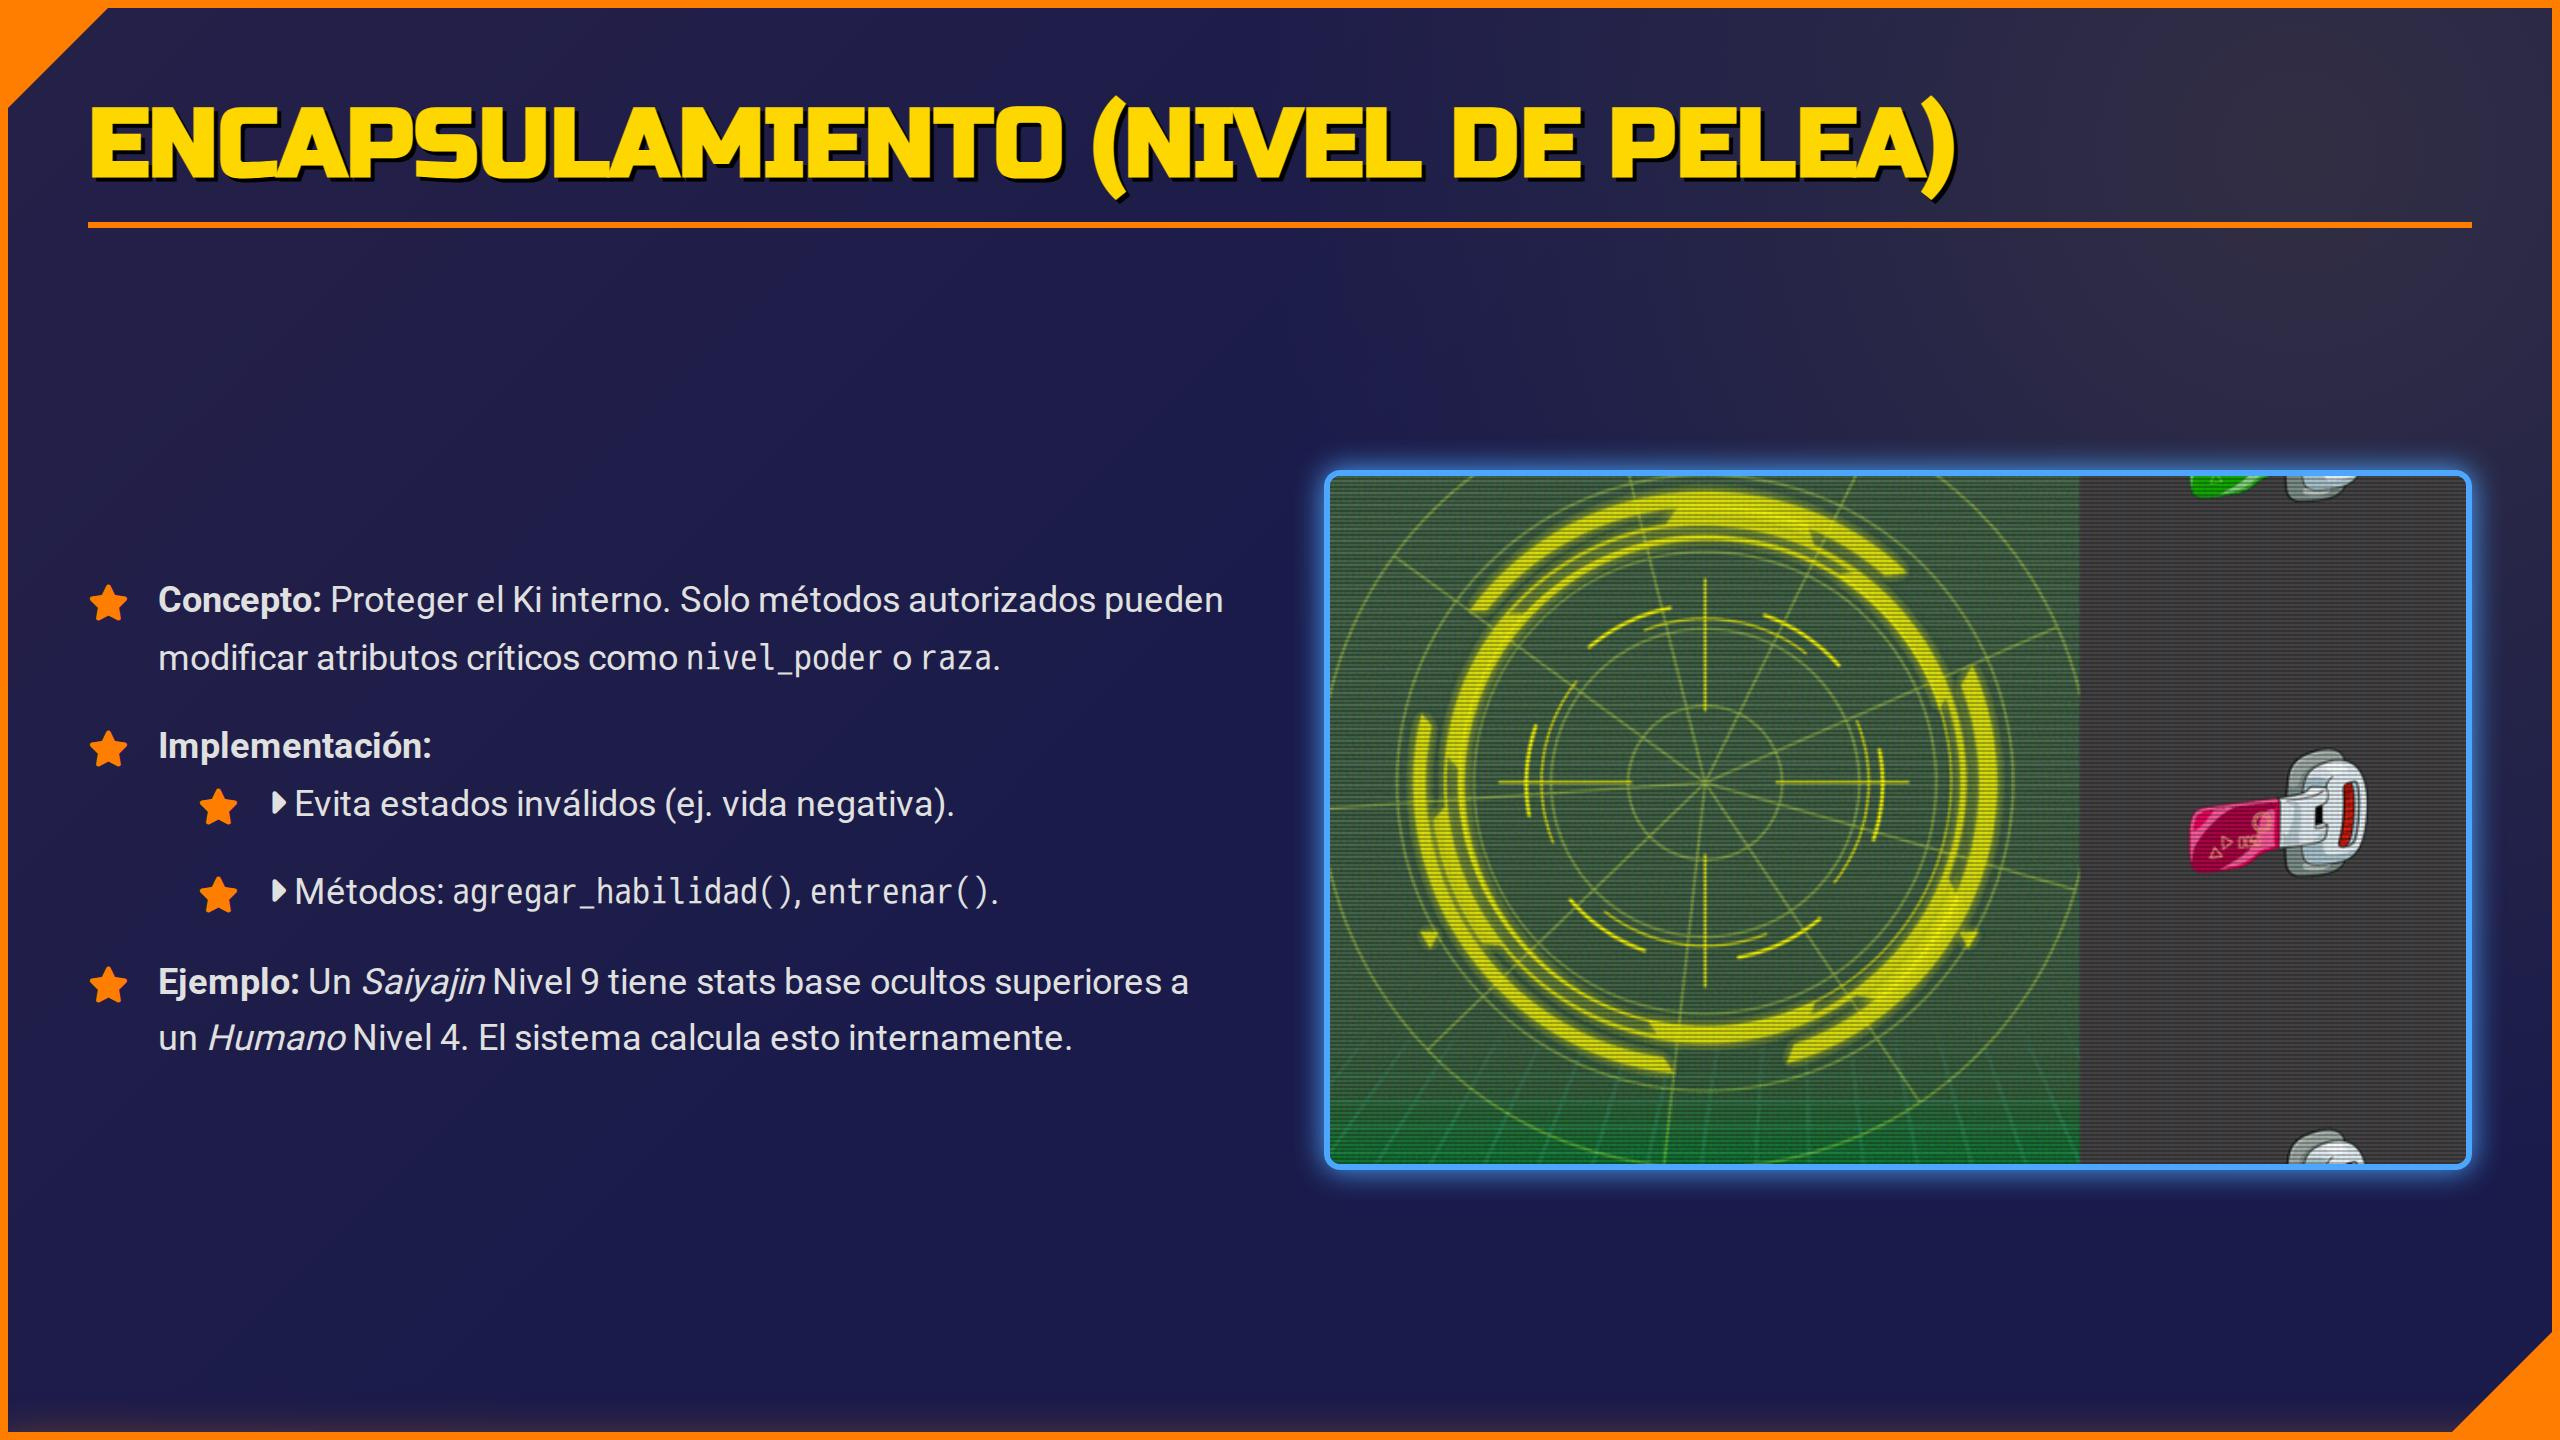 ENCAPSULAMIENTO (NIVEL DE PELEA)
Concepto: Proteger el Ki interno. Solo métodos autorizados pueden
modificar atributos críticos como nivel_poder o raza.
Implementación:
Evita estados inválidos (ej. vida negativa).
Métodos: agregar_habilidad(), entrenar().
Ejemplo: Un Saiyajin Nivel 9 tiene stats base ocultos superiores a
un Humano Nivel 4. El sistema calcula esto internamente.